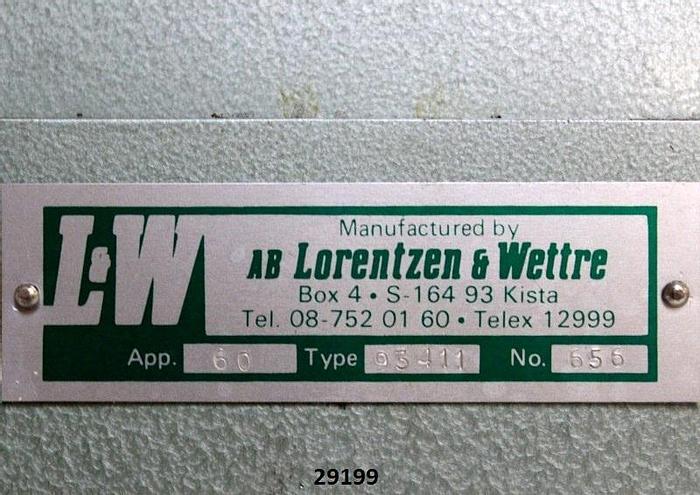 L&W
Manufactured by
AB Lorentzen & Wettre
Box 4 • S-164 93 Kista
Tel. 08-752 01 60 • Telex 12999
App. 60 Type 93411 No. 656
29199